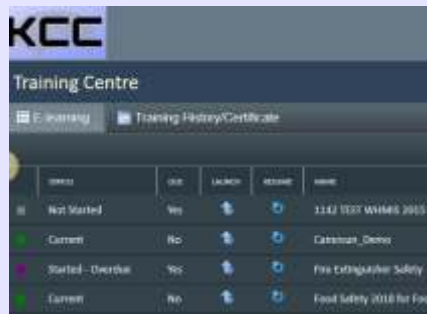 KCC
Training Centre
E-learning Training History/Certificate
STATUS DUE LAUNCH RESUME NAME
Not Started Yes 1142 TEST WHMIS 2015
Current No
Started - Overdue Yes Fire Extinguisher Safety
Current No Food Safety 2018 for Foo